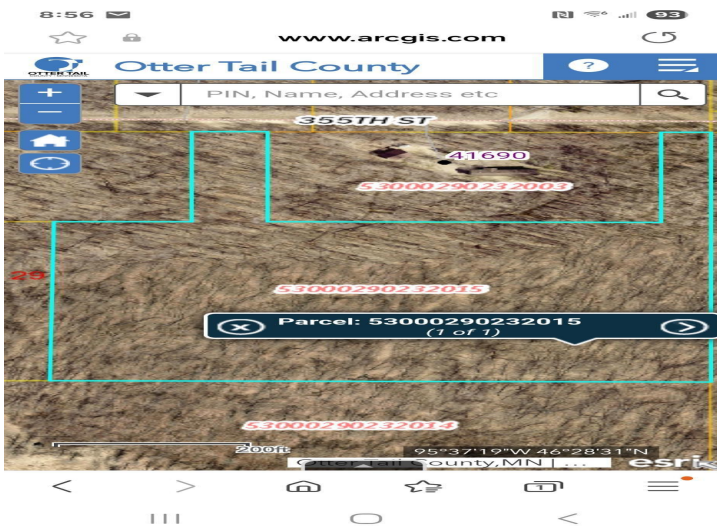 8:56 93
www.arcgis.com
OTTER TAIL
Otter Tail County ?
+
PIN, Name, Address etc
−
355TH ST
41690
53000290232003
29
53000290232015
Parcel: 53000290232015
(1 of 1)
53000290232014
200ft
95°37'19"W 46°28'31"N
Otter Tail County,MN | ... esri
1